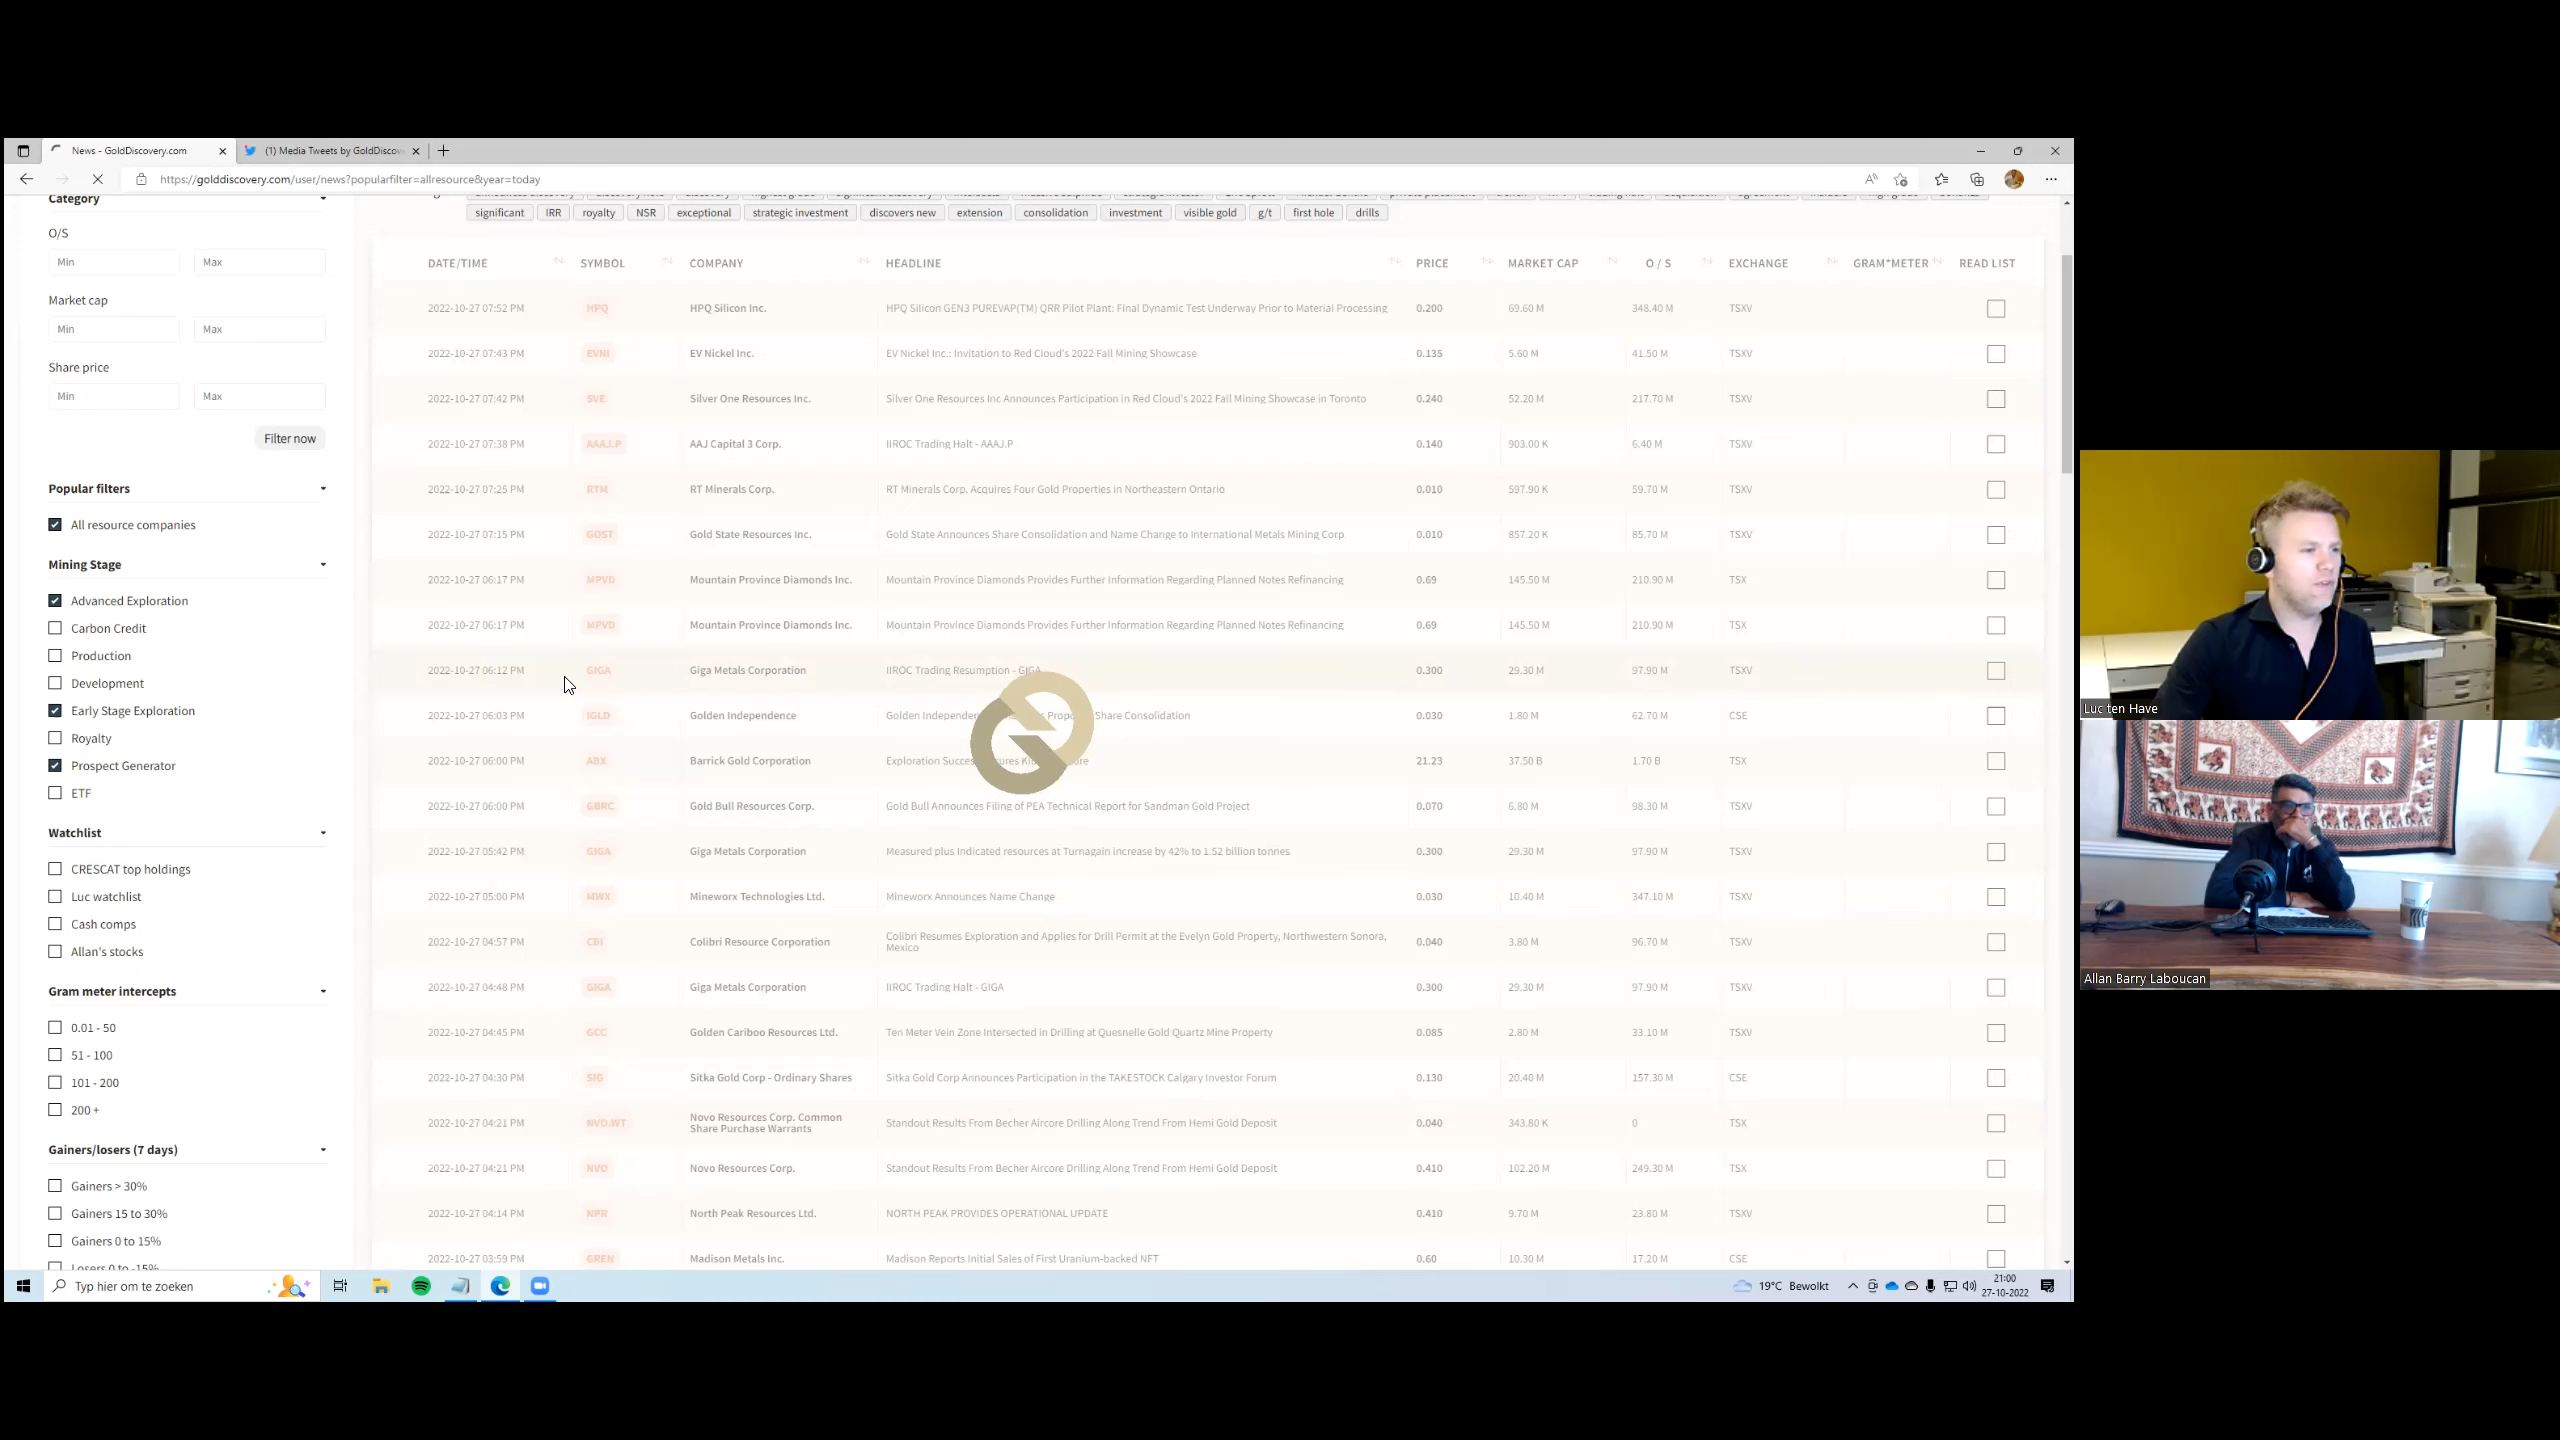 News - GoldDiscovery.com
(1) Media Tweets by GoldDiscov
https://golddiscovery.com/user/news?popularfilter=allresource&year=today
Category
O/S
Min Max
Market cap
Min Max
Share price
Min Max
Filter now
Popular filters
All resource companies
Mining Stage
Advanced Exploration
Carbon Credit
Production
Development
Early Stage Exploration
Royalty
Prospect Generator
ETF
Watchlist
CRESCAT top holdings
Luc watchlist
Cash comps
Allan's stocks
Gram meter intercepts
0.01 - 50
51 - 100
101 - 200
200 +
Gainers/losers (7 days)
Gainers > 30%
Gainers 15 to 30%
Gainers 0 to 15%
Losers 0 to -15%
significant IRR royalty NSR exceptional strategic investment discovers new extension consolidation investment visible gold g/t first hole drills
DATE/TIME SYMBOL COMPANY HEADLINE PRICE MARKET CAP O / S EXCHANGE GRAM*METER READ LIST
2022-10-27 07:52 PM HPQ HPQ Silicon Inc. HPQ Silicon GEN3 PUREVAP(TM) QRR Pilot Plant: Final Dynamic Test Underway Prior to Material Processing 0.200 69.60 M 348.40 M TSXV
2022-10-27 07:43 PM EVNI EV Nickel Inc. EV Nickel Inc.: Invitation to Red Cloud's 2022 Fall Mining Showcase 0.135 5.60 M 41.50 M TSXV
2022-10-27 07:42 PM SVE Silver One Resources Inc. Silver One Resources Inc Announces Participation in Red Cloud's 2022 Fall Mining Showcase in Toronto 0.240 52.20 M 217.70 M TSXV
2022-10-27 07:38 PM AAAJ.P AAJ Capital 3 Corp. IIROC Trading Halt - AAAJ.P 0.140 903.00 K 6.40 M TSXV
2022-10-27 07:25 PM RTM RT Minerals Corp. RT Minerals Corp. Acquires Four Gold Properties in Northeastern Ontario 0.010 597.90 K 59.70 M TSXV
2022-10-27 07:15 PM GOST Gold State Resources Inc. Gold State Announces Share Consolidation and Name Change to International Metals Mining Corp. 0.010 857.20 K 85.70 M TSXV
2022-10-27 06:17 PM MPVD Mountain Province Diamonds Inc. Mountain Province Diamonds Provides Further Information Regarding Planned Notes Refinancing 0.69 145.50 M 210.90 M TSX
2022-10-27 06:17 PM MPVD Mountain Province Diamonds Inc. Mountain Province Diamonds Provides Further Information Regarding Planned Notes Refinancing 0.69 145.50 M 210.90 M TSX
2022-10-27 06:12 PM GIGA Giga Metals Corporation IIROC Trading Resumption - GIGA 0.300 29.30 M 97.90 M TSXV
2022-10-27 06:03 PM IGLD Golden Independence Golden Independen Share Consolidation 0.030 1.80 M 62.70 M CSE
2022-10-27 06:00 PM ABX Barrick Gold Corporation Exploration Succes 21.23 37.50 B 1.70 B TSX
2022-10-27 06:00 PM GBRC Gold Bull Resources Corp. Gold Bull Announces Filing of PEA Technical Report for Sandman Gold Project 0.070 6.80 M 98.30 M TSXV
2022-10-27 05:42 PM GIGA Giga Metals Corporation Measured plus Indicated resources at Turnagain increase by 42% to 1.52 billion tonnes 0.300 29.30 M 97.90 M TSXV
2022-10-27 05:00 PM MWX Mineworx Technologies Ltd. Mineworx Announces Name Change 0.030 10.40 M 347.10 M TSXV
2022-10-27 04:57 PM CBI Colibri Resource Corporation Colibri Resumes Exploration and Applies for Drill Permit at the Evelyn Gold Property, Northwestern Sonora, 0.040 3.80 M 96.70 M TSXV
Mexico
2022-10-27 04:48 PM GIGA Giga Metals Corporation IIROC Trading Halt - GIGA 0.300 29.30 M 97.90 M TSXV
2022-10-27 04:45 PM GCC Golden Cariboo Resources Ltd. Ten Meter Vein Zone Intersected in Drilling at Quesnelle Gold Quartz Mine Property 0.085 2.80 M 33.10 M TSXV
2022-10-27 04:30 PM SIG Sitka Gold Corp - Ordinary Shares Sitka Gold Corp Announces Participation in the TAKESTOCK Calgary Investor Forum 0.130 20.40 M 157.30 M CSE
2022-10-27 04:21 PM NVO.WT Novo Resources Corp. Common Standout Results From Becher Aircore Drilling Along Trend From Hemi Gold Deposit 0.040 343.80 K 0 TSX
Share Purchase Warrants
2022-10-27 04:21 PM NVO Novo Resources Corp. Standout Results From Becher Aircore Drilling Along Trend From Hemi Gold Deposit 0.410 102.20 M 249.30 M TSX
2022-10-27 04:14 PM NPR North Peak Resources Ltd. NORTH PEAK PROVIDES OPERATIONAL UPDATE 0.410 9.70 M 23.80 M TSXV
2022-10-27 03:59 PM GREN Madison Metals Inc. Madison Reports Initial Sales of First Uranium-backed NFT 0.60 10.30 M 17.20 M CSE
Luc ten Have
Allan Barry Laboucan
Typ hier om te zoeken
19°C Bewolkt
21:00
27-10-2022